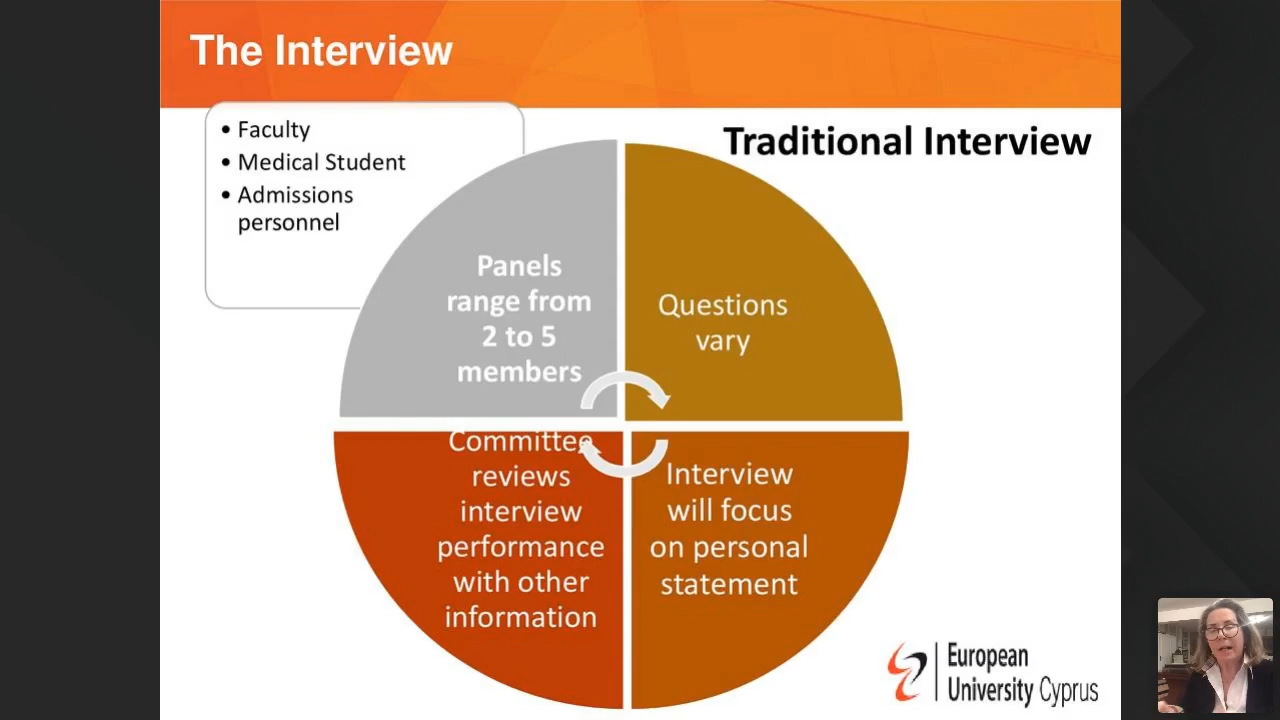 The Interview
• Faculty
• Medical Student
• Admissions
personnel
Traditional Interview
Panels
range from
2 to 5
members
Questions
vary
Committee
reviews
interview
performance
with other
information
Interview
will focus
on personal
statement
European
University Cyprus